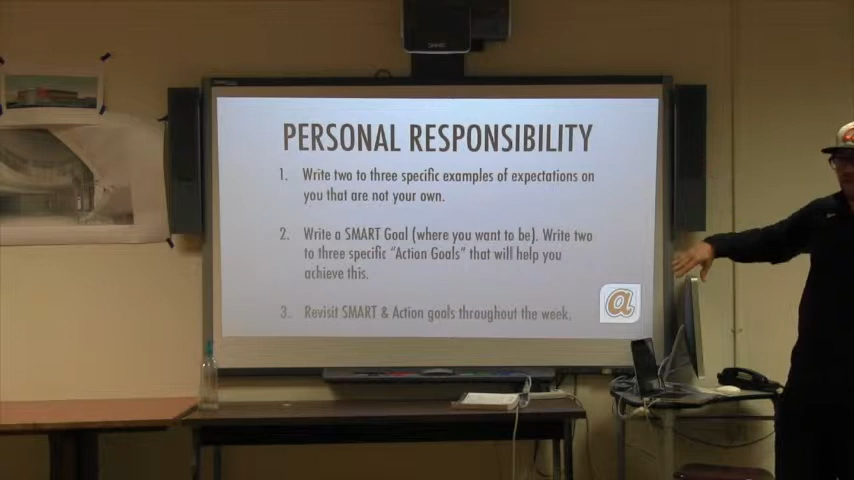 PERSONAL RESPONSIBILITY
1. Write two to three specific examples of expectations on
you that are not your own.
2. Write a SMART Goal (where you want to be). Write two
to three specific “Action Goals” that will help you
achieve this.
3. Revisit SMART & Action goals throughout the week.
@